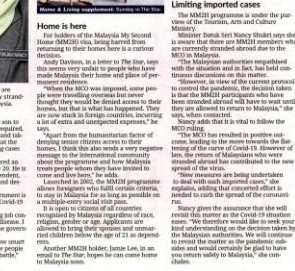 Home & Living supplement, Sunday in The Star.
Home is here
For holders of the Malaysia My Second
Home (MM2H) visa, being barred from
returning to their homes here is a curious
decision.
Andy Davison, in a letter to The Star, says
this seems very unfair to people who have
made Malaysia their home and place of per-
manent residence.
"When the MCO was imposed, some peo-
ple were travelling overseas but never
thought they would be denied access to their
homes, but that is what has happened. They
are now stuck in foreign countries, incurring
a lot of extra and unexpected expenses," he
says.
"Apart from the humanitarian factor of
denying senior citizens access to their
homes, I think this also sends a very negative
message to the international community
about the programme and how Malaysia
treats people whom they have invited to
come and live here," he adds.
Launched in 2002, the MM2H programme
allows foreigners who fulfil certain criteria,
to stay in Malaysia for as long as possible on
a multiple-entry social visit pass.
It is open to citizens of all countries
recognised by Malaysia regardless of race,
religion, gender or age. Applicants are
allowed to bring their spouses and unmar-
ried children below the age of 21 as depend-
ents.
Another MM2H holder, Jamie Lee, in an
email to The Star, hopes he can come home
to Malaysia soon.
Limiting imported cases
The MM2H programme is under the pur-
view of the Tourism, Arts and Culture
Ministry.
Minister Datuk Seri Nancy Shukri says she
is aware that there are MM2H members who
are currently stranded abroad due to the
MCO in Malaysia.
"The Malaysian authorities empathised
with the situation and in fact, has held con-
tinuous discussions on this matter.
"However, in view of the current protocol
to control the pandemic, the decision taken
is that the MM2H participants who have
been stranded abroad will have to wait until
they are allowed to return to Malaysia," she
says, when contacted.
Nancy adds that it is vital to follow the
MCO ruling.
"The MCO has resulted in positive out-
come, leading to the move towards the flat-
tening of the curve of Covid-19. However of
late, the return of Malaysians who were
stranded abroad has contributed to the new
spread of the virus.
"New measures are being undertaken
to deal with such imported cases," she
explains, adding that concerted effort is
needed to curb the spread of the coronavi-
rus.
Nancy gives the assurance that she will
revisit this matter as the Covid-19 situation
eases. "We therefore would like to seek your
kind understanding on the decision taken by
the Malaysian authorities. We will continue
to revisit the matter as the pandemic sub-
sides and would certainly be glad to have
you return safely to Malaysia," she con-
cludes.